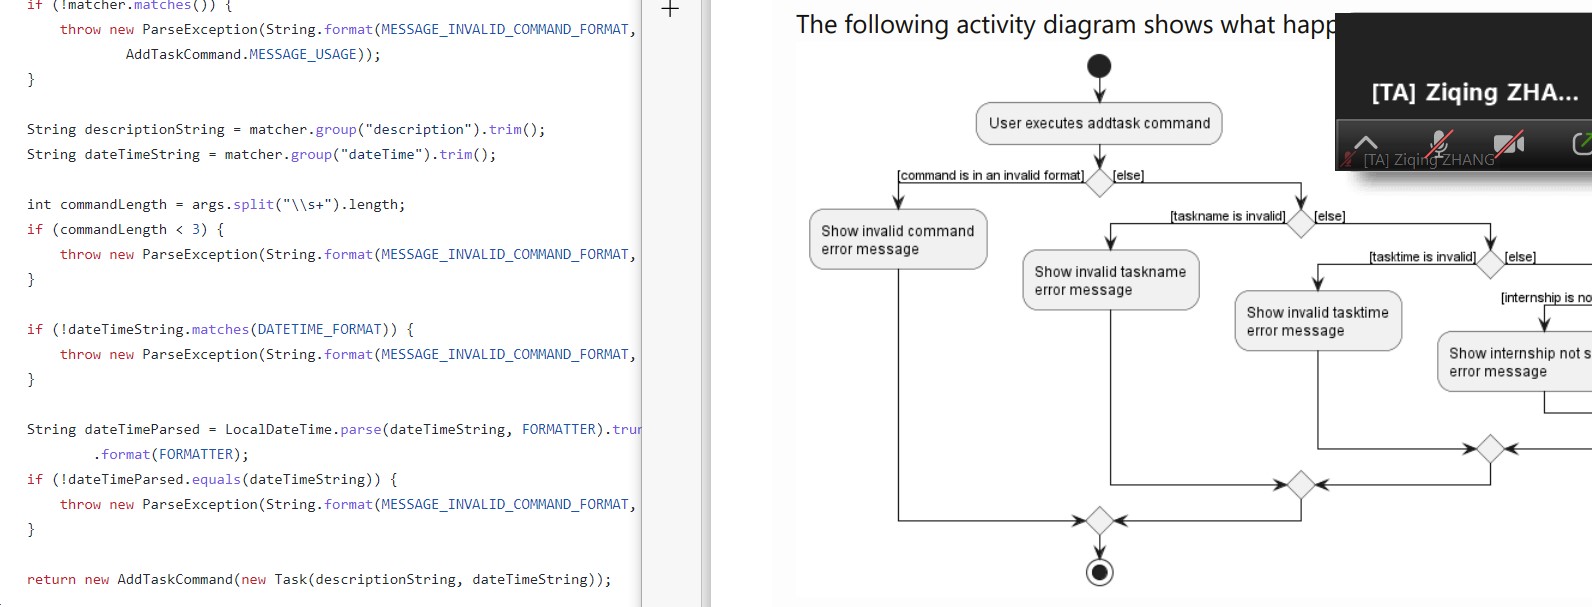 if (!matcher.matches()) {
throw new ParseException(String.format(MESSAGE_INVALID_COMMAND_FORMAT,
AddTaskCommand.MESSAGE_USAGE));
}
String descriptionString = matcher.group("description").trim();
String dateTimeString = matcher.group("dateTime").trim();
int commandLength = args.split("\\s+").length;
if (commandLength < 3) {
throw new ParseException(String.format(MESSAGE_INVALID_COMMAND_FORMAT,
}
if (!dateTimeString.matches(DATETIME_FORMAT)) {
throw new ParseException(String.format(MESSAGE_INVALID_COMMAND_FORMAT,
}
String dateTimeParsed = LocalDateTime.parse(dateTimeString, FORMATTER).trun
.format(FORMATTER);
if (!dateTimeParsed.equals(dateTimeString)) {
throw new ParseException(String.format(MESSAGE_INVALID_COMMAND_FORMAT,
}
return new AddTaskCommand(new Task(descriptionString, dateTimeString));
+
The following activity diagram shows what happ
[TA] Ziqing ZHA...
[TA] Ziqing ZHANG
User executes addtask command
[command is in an invalid format]
[else]
Show invalid command
error message
[taskname is invalid]
[else]
Show invalid taskname
error message
[tasktime is invalid]
[else]
Show invalid tasktime
error message
[internship is no
Show internship not s
error message